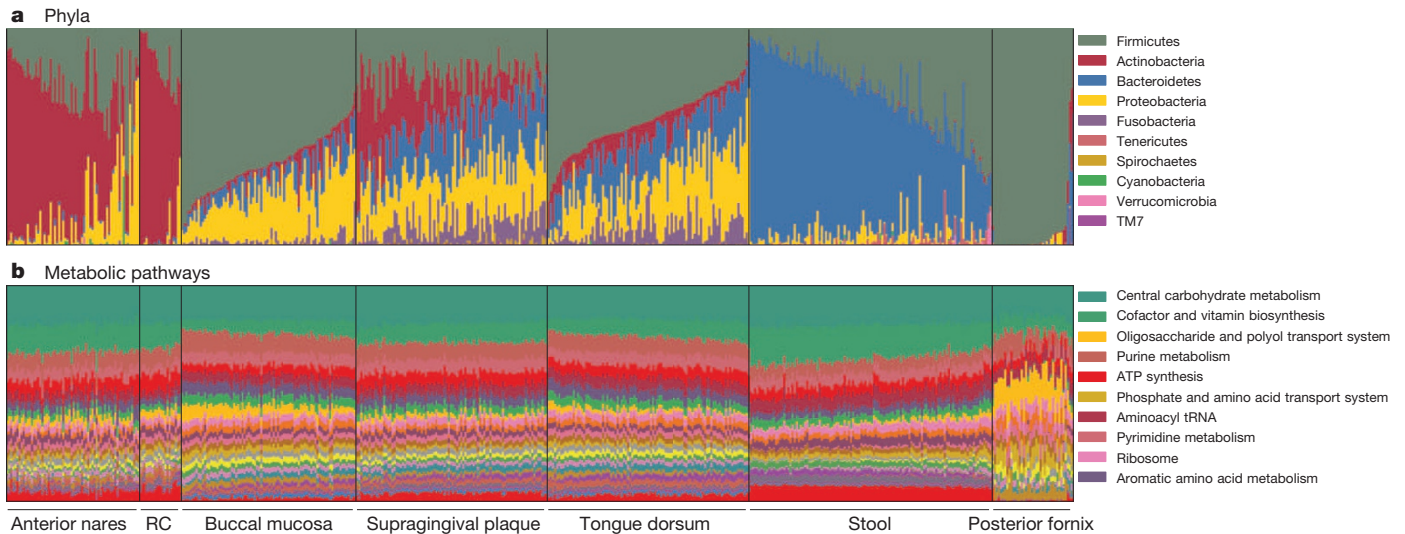 a Phyla
Firmicutes
Actinobacteria
Bacteroidetes
Proteobacteria
Fusobacteria
Tenericutes
Spirochaetes
Cyanobacteria
Verrucomicrobia
TM7
b Metabolic pathways
Central carbohydrate metabolism
Cofactor and vitamin biosynthesis
Oligosaccharide and polyol transport system
Purine metabolism
ATP synthesis
Phosphate and amino acid transport system
Aminoacyl tRNA
Pyrimidine metabolism
Ribosome
Aromatic amino acid metabolism
Anterior nares RC Buccal mucosa Supragingival plaque Tongue dorsum Stool Posterior fornix